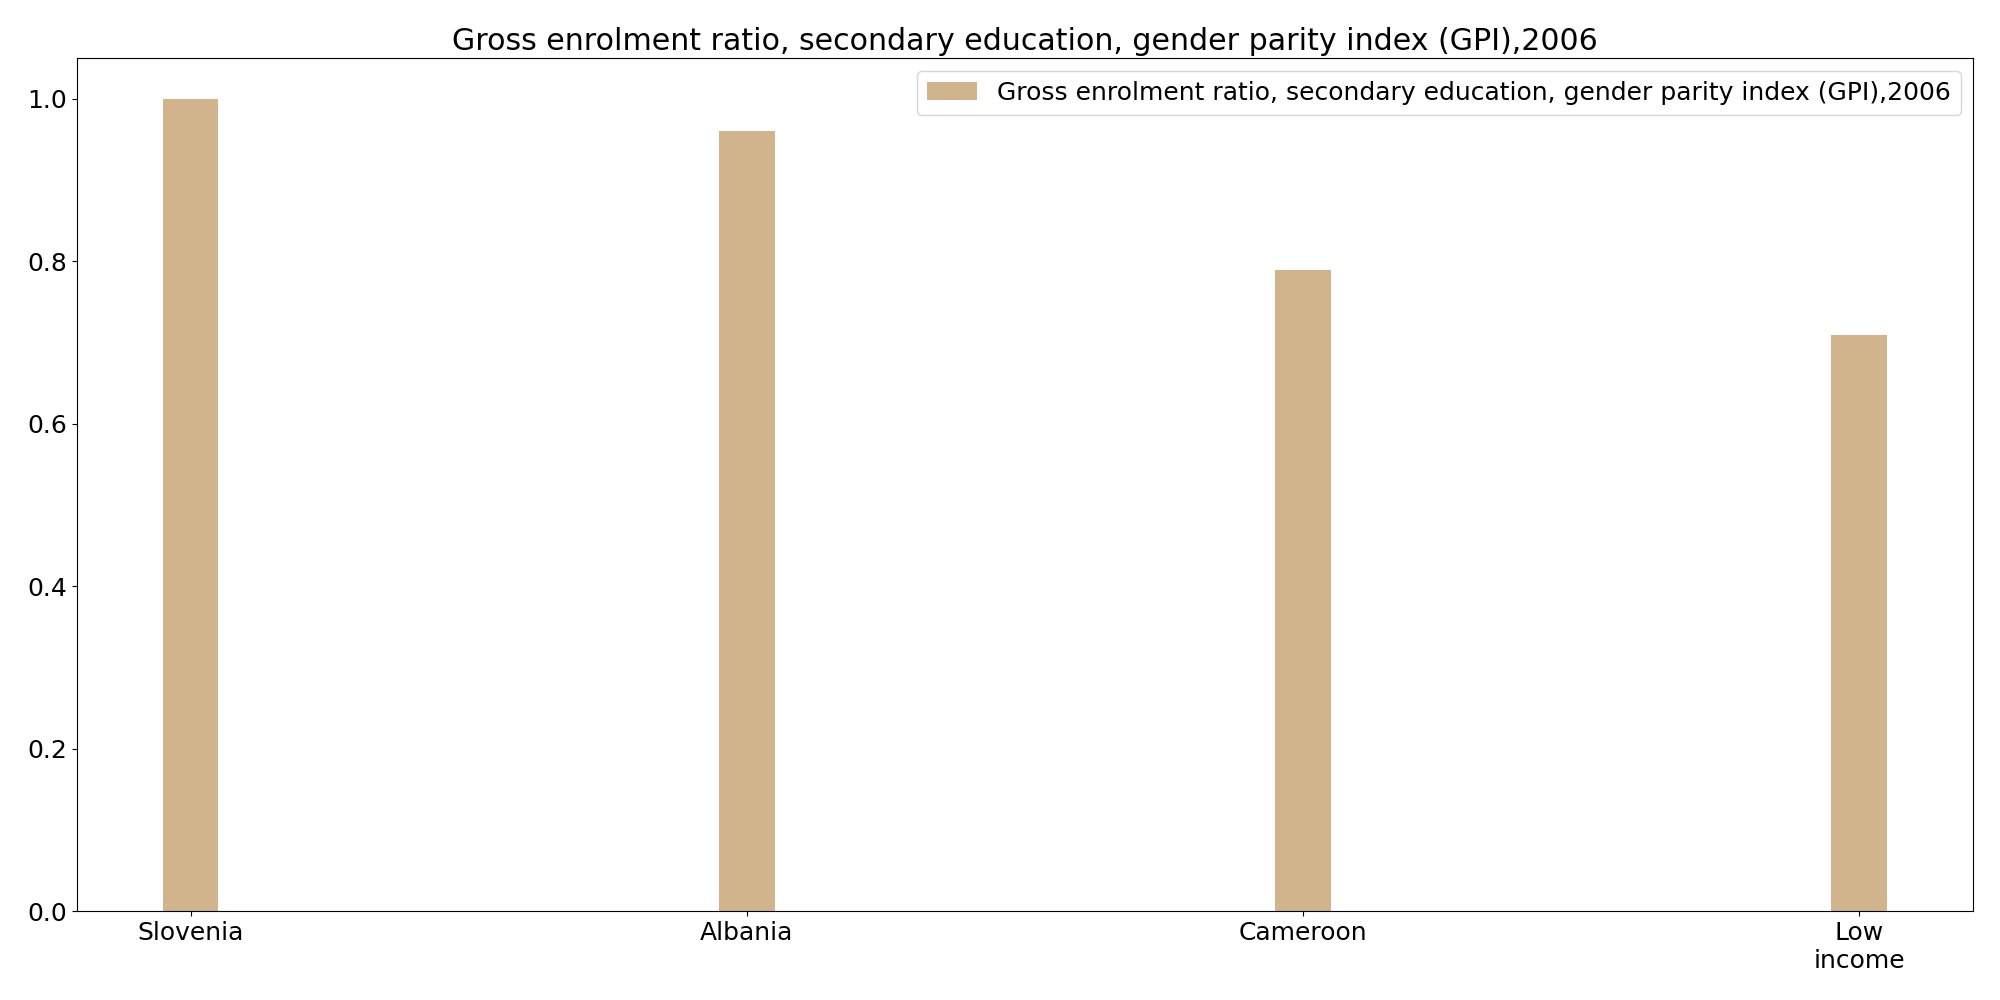 Gross enrolment ratio, secondary education, gender parity index (GPI),2006
Gross enrolment ratio, secondary education, gender parity index (GPI),2006
1.0
0.8
0.6
0.4
0.2
0.0
Slovenia
Albania
Cameroon
Low
income